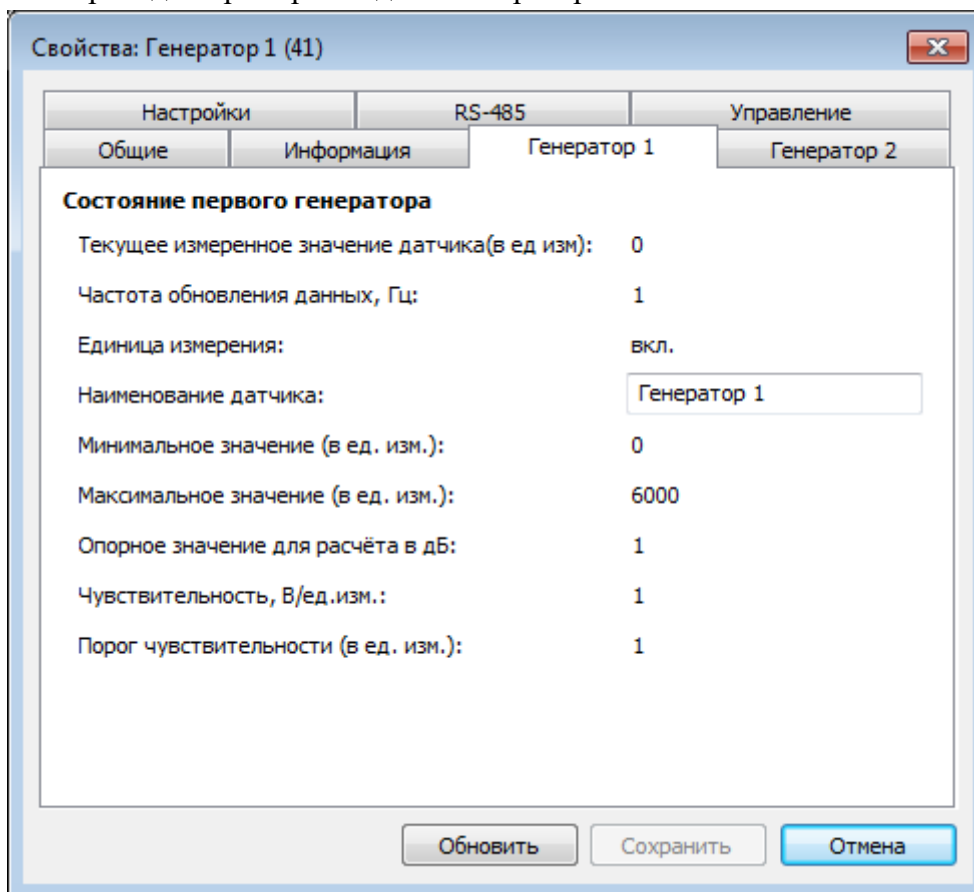 Свойства: Генератор 1 (41)
Настройки RS-485 Управление
Общие Информация Генератор 1 Генератор 2
Состояние первого генератора
Текущее измеренное значение датчика(в ед изм): 0
Частота обновления данных, Гц: 1
Единица измерения: вкл.
Наименование датчика: Генератор 1
Минимальное значение (в ед. изм.): 0
Максимальное значение (в ед. изм.): 6000
Опорное значение для расчёта в дБ: 1
Чувствительность, В/ед.изм.: 1
Порог чувствительности (в ед. изм.): 1
Обновить Сохранить Отмена